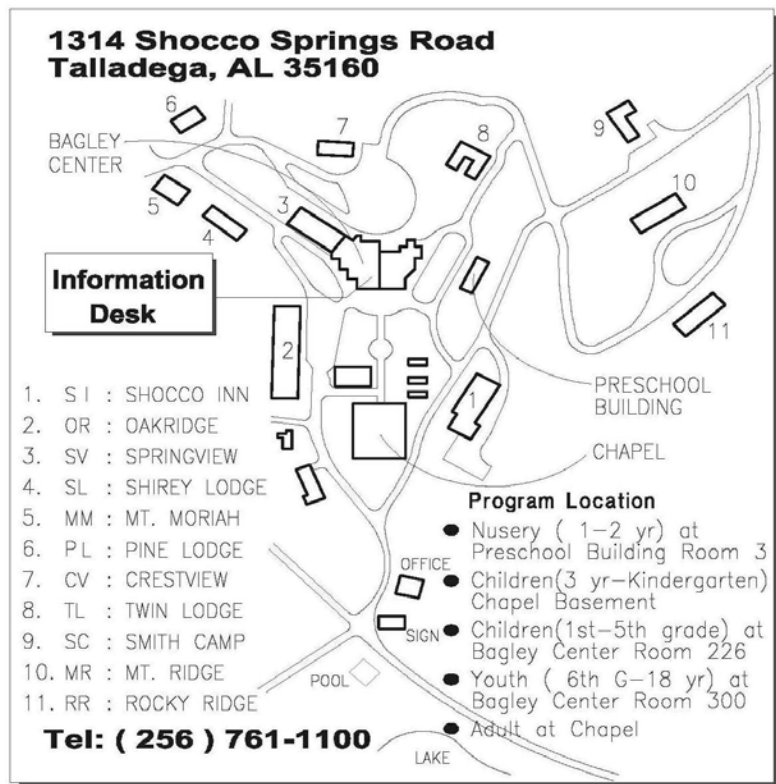 1314 Shocco Springs Road
Talladega, AL 35160
6
BAGLEY
CENTER
7
8
9
10
5
4
3
Information
Desk
2
11
1
PRESCHOOL
BUILDING
CHAPEL
1. SI : SHOCCO INN
2. OR : OAKRIDGE
3. SV : SPRINGVIEW
4. SL : SHIREY LODGE
5. MM : MT. MORIAH
6. PL : PINE LODGE
7. CV : CRESTVIEW
8. TL : TWIN LODGE
9. SC : SMITH CAMP
10. MR : MT. RIDGE
11. RR : ROCKY RIDGE
Tel: ( 256 ) 761-1100
Program Location
● Nusery ( 1-2 yr) at
Preschool Building Room 3
● Children(3 yr-Kindergarten)
Chapel Basement
● Children(1st-5th grade) at
Bagley Center Room 226
● Youth ( 6th G-18 yr) at
Bagley Center Room 300
● Adult at Chapel
OFFICE
SIGN
POOL
LAKE